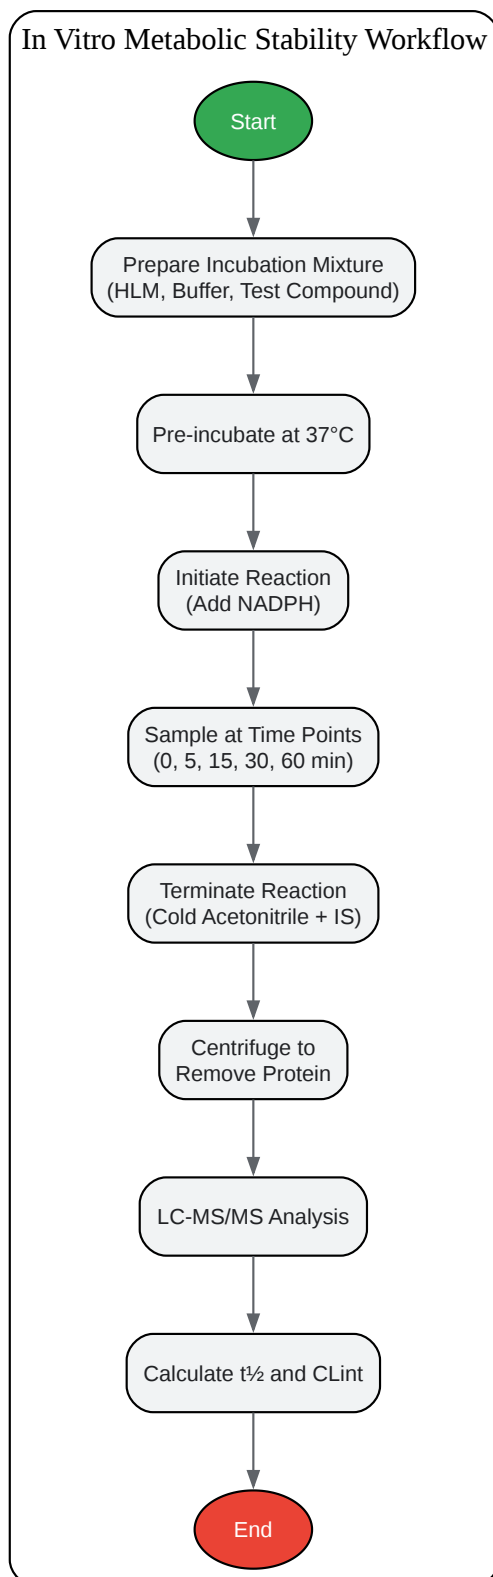 In Vitro Metabolic Stability Workflow
Start
Prepare Incubation Mixture
(HLM, Buffer, Test Compound)
Pre-incubate at 37°C
Initiate Reaction
(Add NADPH)
Sample at Time Points
(0, 5, 15, 30, 60 min)
Terminate Reaction
(Cold Acetonitrile + IS)
Centrifuge to
Remove Protein
LC-MS/MS Analysis
Calculate t½ and CLint
End